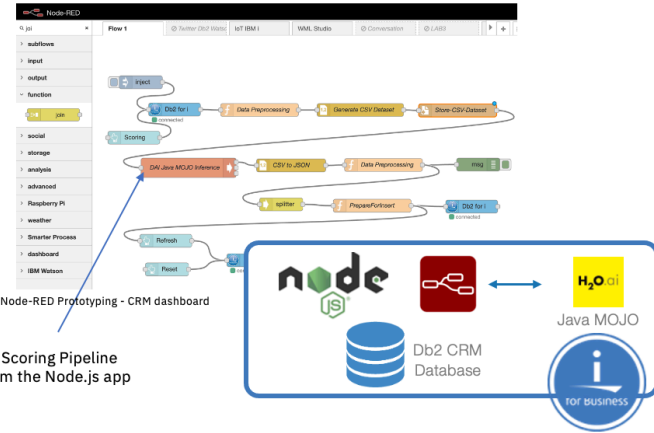 Node-RED
joi
Flow 1
Twitter Db2 Watso
IoT IBM i
WML Studio
Conversation
@LABS
subflows
input
output
function
join
social
storage
analysis
advanced
Raspberry Pi
weather
Smarter Process
dashboard
IBM Watson
inject
Db2 for i
connected
Data Preprocessing
Generate CSV Dataset
Store-CSV-Dataset
Scoring
DAI Java MOJO Inference
CSV to JSON
Data Preprocessing
msg
splitter
PrepareForInsert
Db2 for i
connected
Refresh
Reset
Node-RED Prototyping - CRM dashboard
Scoring Pipeline
m the Node.js app
node
JS
H2O.ai
Java MOJO
Db2 CRM
Database
i
for Business